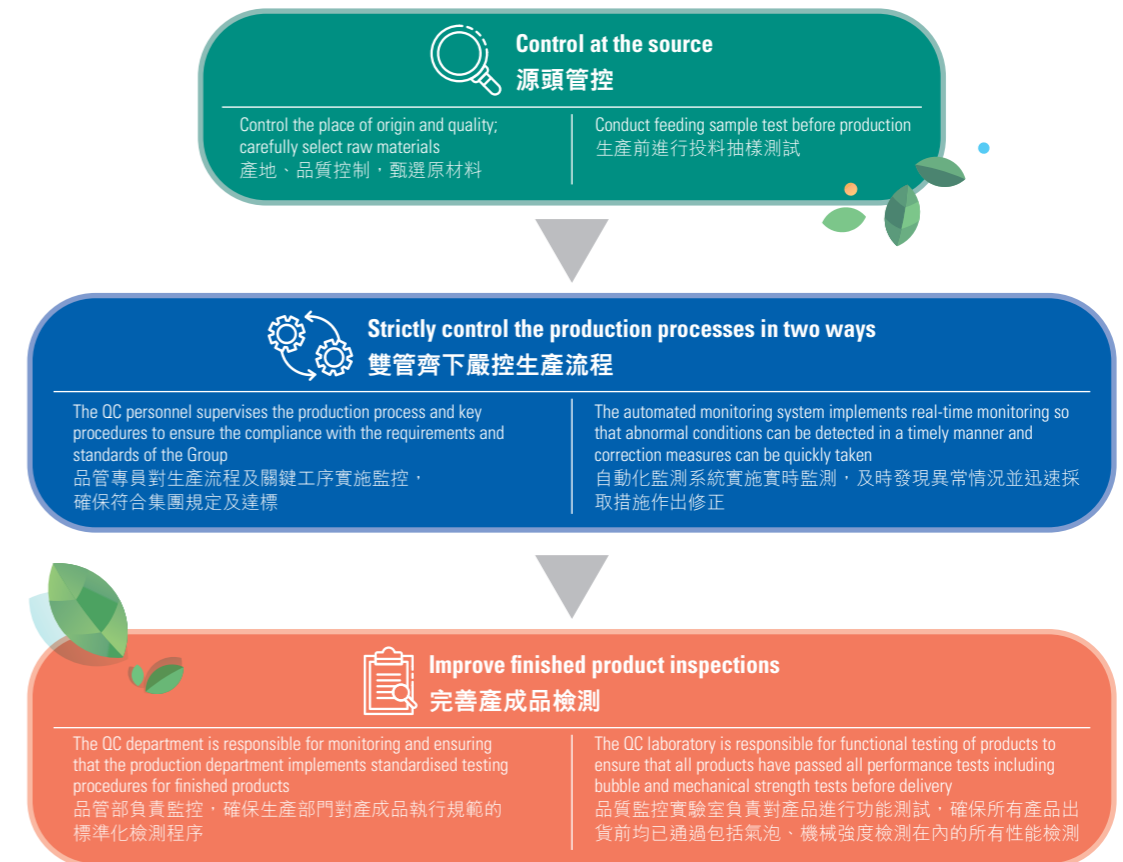 Control at the source
源頭管控
Control the place of origin and quality;
carefully select raw materials
產地、品質控制，甄選原材料
Conduct feeding sample test before production
生產前進行投料抽樣測試
Strictly control the production processes in two ways
雙管齊下嚴控生產流程
The QC personnel supervises the production process and key
procedures to ensure the compliance with the requirements and
standards of the Group
品管專員對生產流程及關鍵工序實施監控，
確保符合集團規定及達標
The automated monitoring system implements real-time monitoring so
that abnormal conditions can be detected in a timely manner and
correction measures can be quickly taken
自動化監測系統實施實時監測，及時發現異常情況並迅速採
取措施作出修正
Improve finished product inspections
完善產成品檢測
The QC department is responsible for monitoring and ensuring
that the production department implements standardised testing
procedures for finished products
品管部負責監控，確保生產部門對產成品執行規範的
標準化檢測程序
The QC laboratory is responsible for functional testing of products to
ensure that all products have passed all performance tests including
bubble and mechanical strength tests before delivery
品質監控實驗室負責對產品進行功能測試，確保所有產品出
貨前均已通過包括氣泡、機械強度檢測在內的所有性能檢測